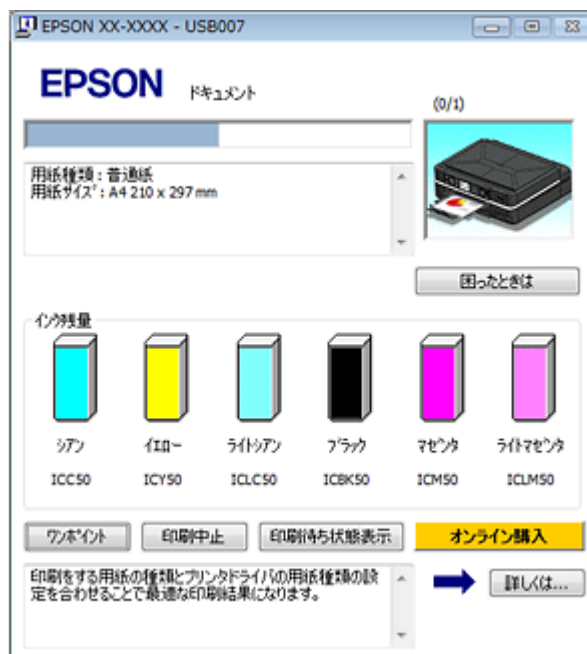 EPSON XX-XXXX - USB007
EPSON ドキュメント
(0/1)
用紙種類 : 普通紙
用紙サイズ : A4 210 x 297 mm
困ったときは
インク残量
シアン イエロー ライトシアン ブラック マゼンタ ライトマゼンタ
ICC50 ICY50 ICLC50 ICBK50 ICM50 ICLM50
ワンポイント 印刷中止 印刷待ち状態表示 オンライン購入
印刷をする用紙の種類とプリンタドライバの用紙種類の設
定を合わせることで最適な印刷結果になります。
詳しくは...